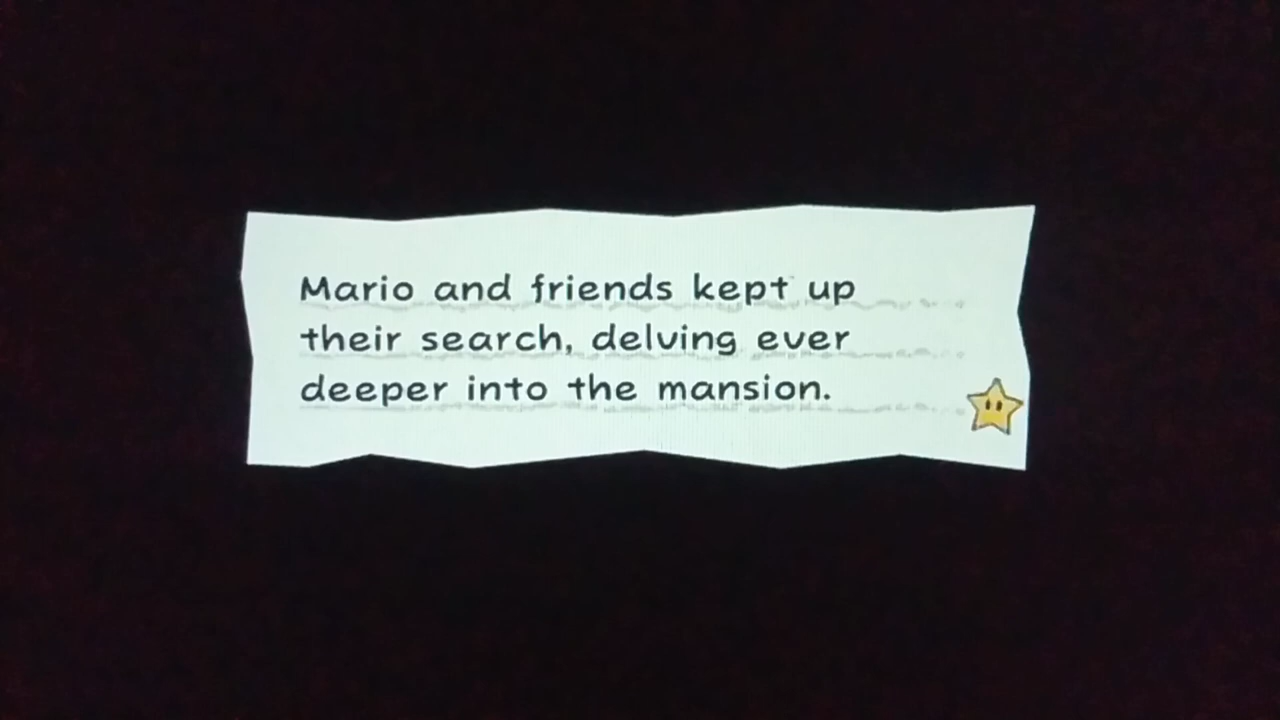 Mario and friends kept up
their search, delving ever
deeper into the mansion.